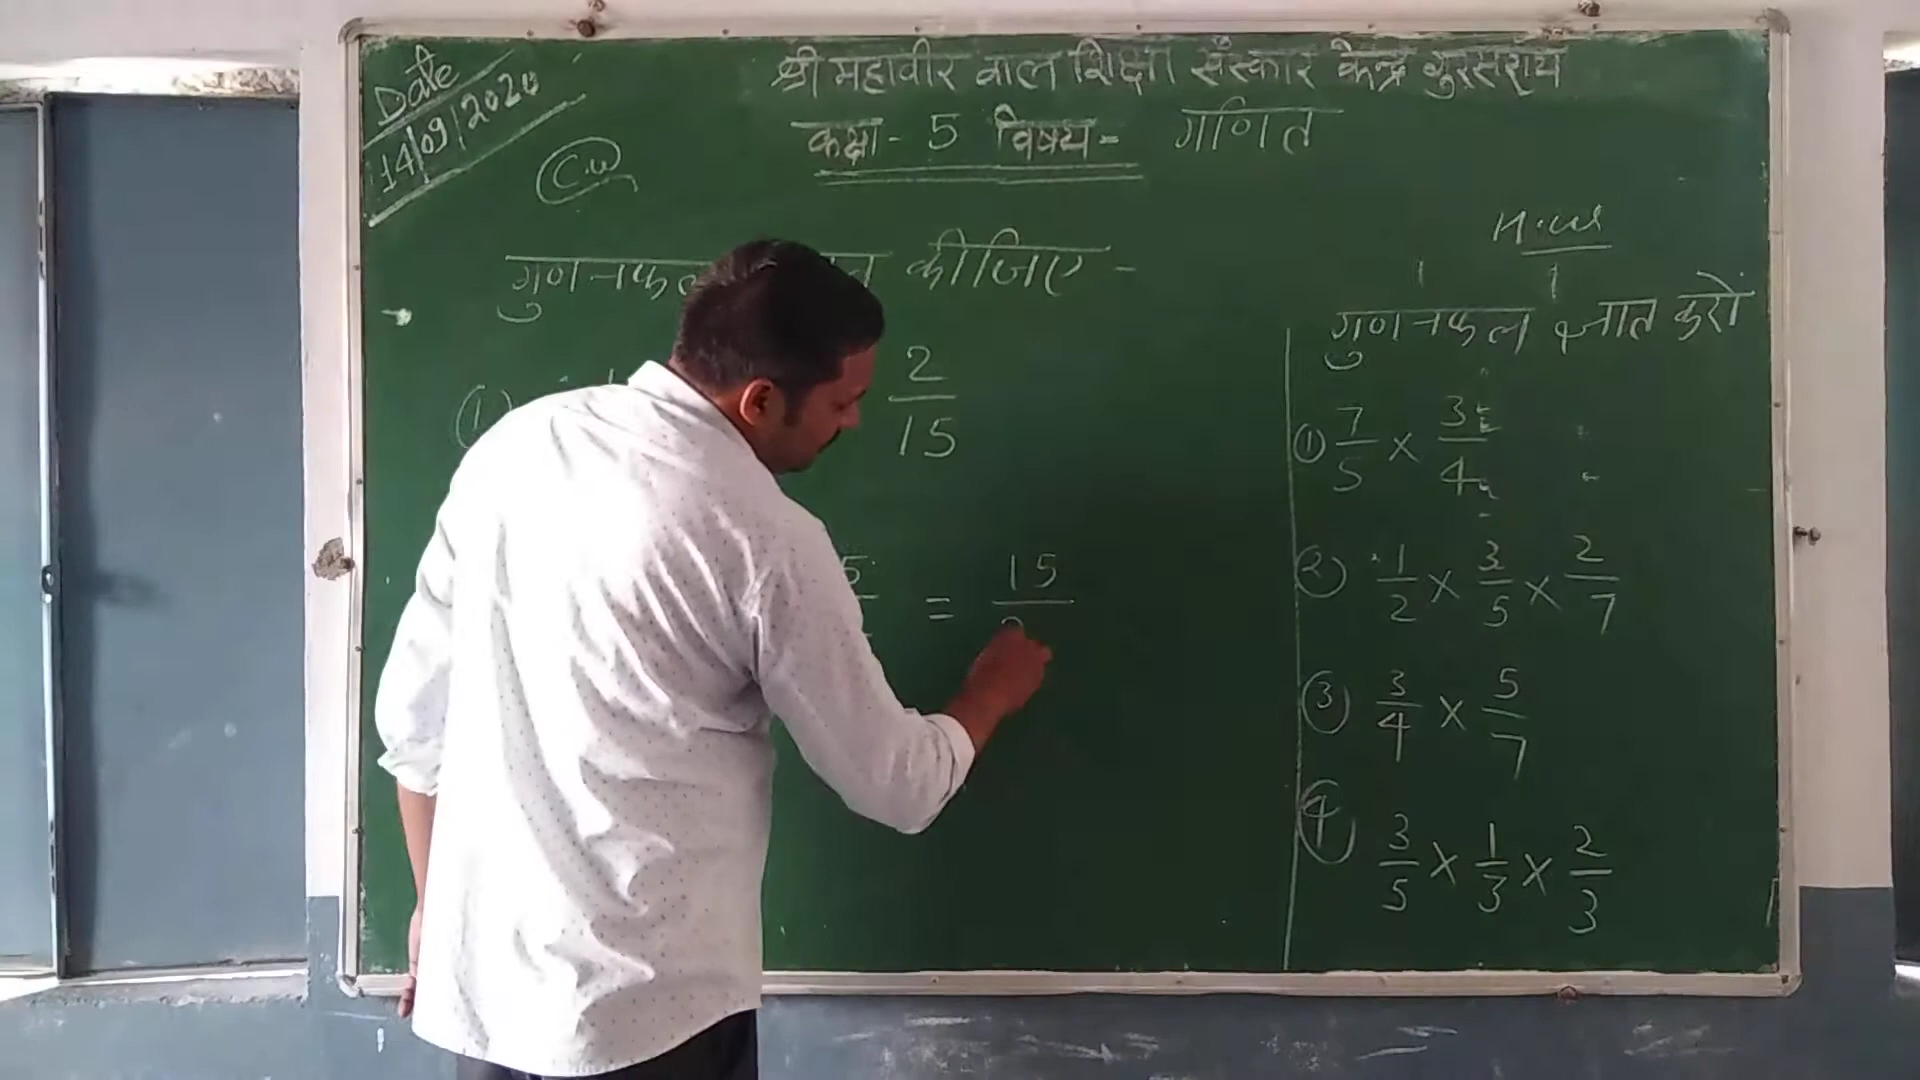 Date
14/09/2020
श्री महावीर बाल शिक्षा संस्कार केन्द्र गुरसराय
कक्षा - 5 विषय - गणित
C.W
कीजिए -
(1)
2/15
= 15/
H.W
गुणनफल ज्ञात करो
① 7/5 × 3/4
② 1/2 × 3/5 × 2/7
③ 3/4 × 5/7
④ 3/5 × 1/3 × 2/3